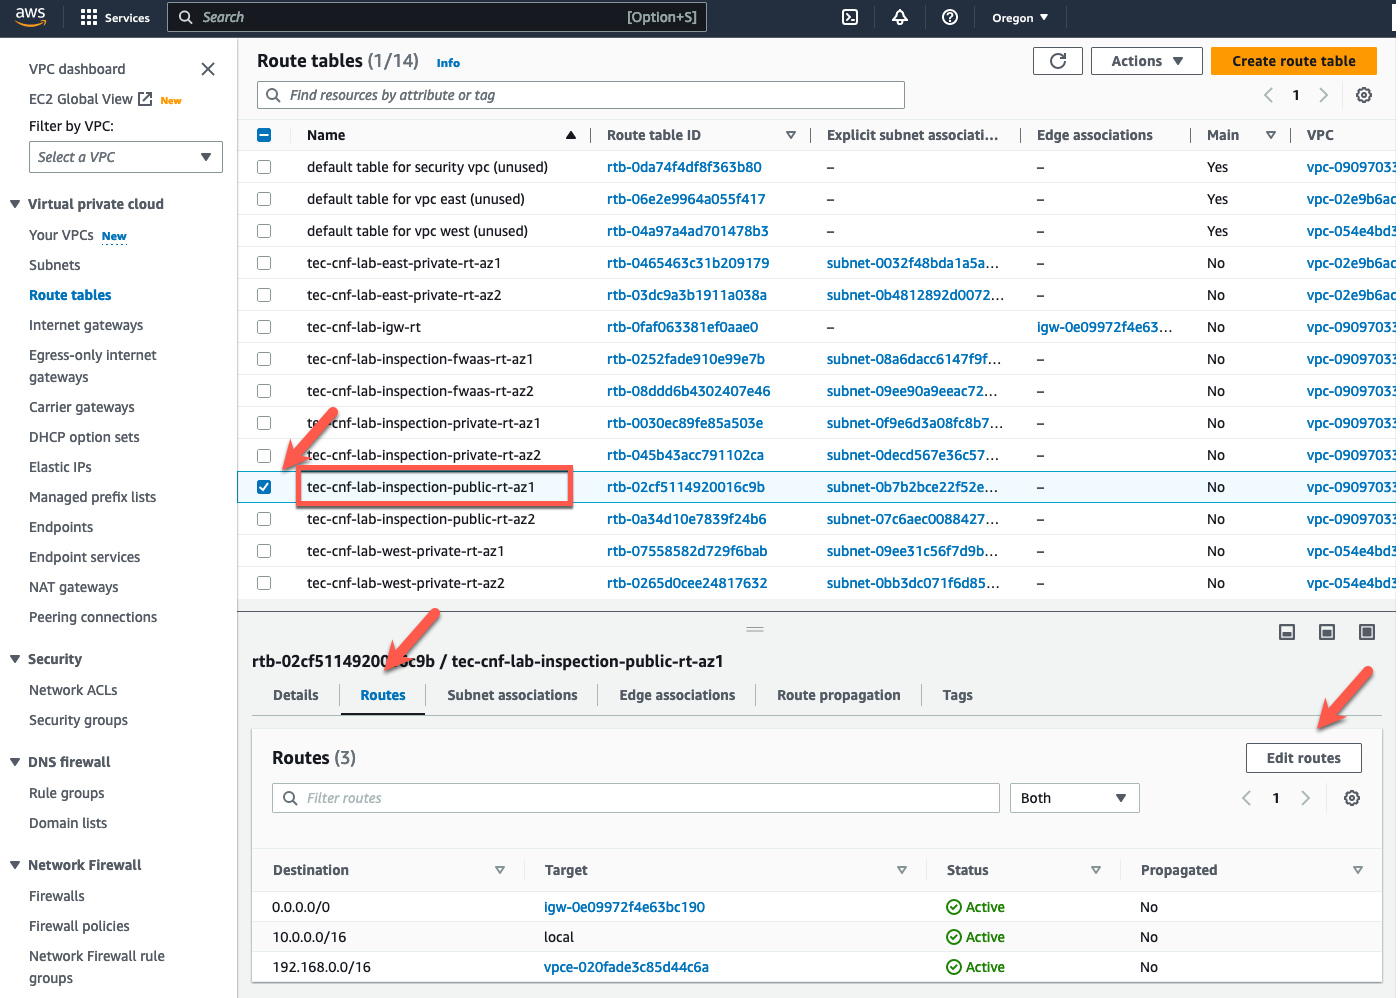 aws
Services
Search
[Option+S]
Oregon
VPC dashboard
EC2 Global View New
Filter by VPC:
Select a VPC
Virtual private cloud
Your VPCs New
Subnets
Route tables
Internet gateways
Egress-only internet
gateways
Carrier gateways
DHCP option sets
Elastic IPs
Managed prefix lists
Endpoints
Endpoint services
NAT gateways
Peering connections
Security
Network ACLs
Security groups
DNS firewall
Rule groups
Domain lists
Network Firewall
Firewalls
Firewall policies
Network Firewall rule
groups
Route tables (1/14) Info
Actions
Create route table
Find resources by attribute or tag
1
Name Route table ID Explicit subnet associati... Edge associations Main VPC
default table for security vpc (unused) rtb-0da74f4df8f363b80 – – Yes vpc-09097033
default table for vpc east (unused) rtb-06e2e9964a055f417 – – Yes vpc-02e9b6ac
default table for vpc west (unused) rtb-04a97a4ad701478b3 – – Yes vpc-054e4bd3
tec-cnf-lab-east-private-rt-az1 rtb-0465463c31b209179 subnet-0032f48bda1a5a... – No vpc-02e9b6ac
tec-cnf-lab-east-private-rt-az2 rtb-03dc9a3b1911a038a subnet-0b4812892d0072... – No vpc-02e9b6ac
tec-cnf-lab-igw-rt rtb-0faf063381ef0aae0 – igw-0e09972f4e63... No vpc-09097033
tec-cnf-lab-inspection-fwaas-rt-az1 rtb-0252fade910e99e7b subnet-08a6dacc6147f9f... – No vpc-09097033
tec-cnf-lab-inspection-fwaas-rt-az2 rtb-08ddd6b4302407e46 subnet-09ee90a9eeac72... – No vpc-09097033
tec-cnf-lab-inspection-private-rt-az1 rtb-0030ec89fe85a503e subnet-0f9e6d3a08fc8b7... – No vpc-09097033
tec-cnf-lab-inspection-private-rt-az2 rtb-045b43acc791102ca subnet-0decd567e36c57... – No vpc-09097033
tec-cnf-lab-inspection-public-rt-az1 rtb-02cf5114920016c9b subnet-0b7b2bce22f52e... – No vpc-09097033
tec-cnf-lab-inspection-public-rt-az2 rtb-0a34d10e7839f24b6 subnet-07c6aec0088427... – No vpc-09097033
tec-cnf-lab-west-private-rt-az1 rtb-07558582d729f6bab subnet-09ee31c56f7d9b... – No vpc-054e4bd3
tec-cnf-lab-west-private-rt-az2 rtb-0265d0cee24817632 subnet-0bb3dc071f6d85... – No vpc-054e4bd3
rtb-02cf5114920016c9b / tec-cnf-lab-inspection-public-rt-az1
Details Routes Subnet associations Edge associations Route propagation Tags
Routes (3)
Edit routes
Filter routes
Both
1
Destination Target Status Propagated
0.0.0.0/0 igw-0e09972f4e63bc190 Active No
10.0.0.0/16 local Active No
192.168.0.0/16 vpce-020fade3c85d44c6a Active No